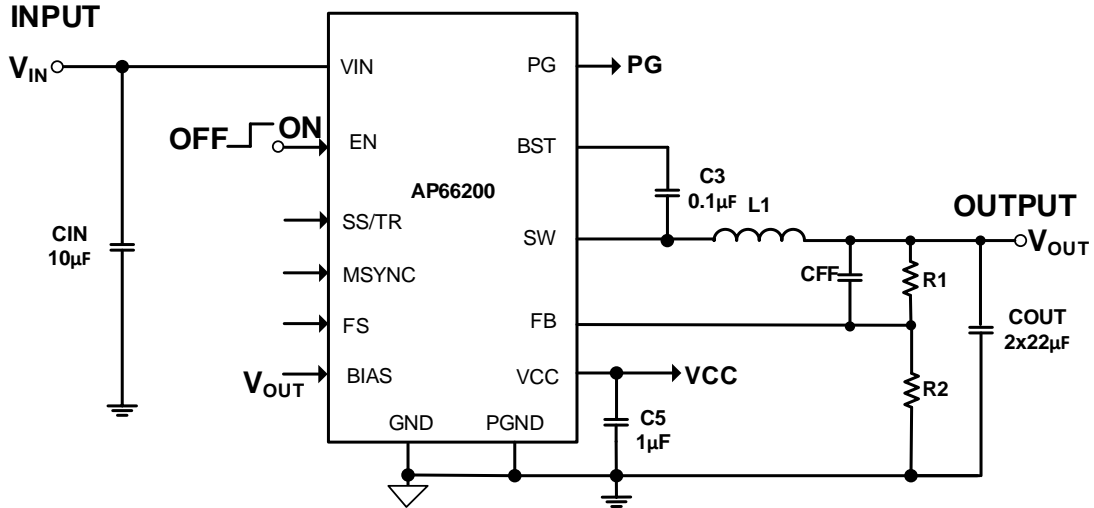 INPUT
VIN
VIN
PG
PG
OFF
ON
EN
BST
AP66200
C3
0.1µF
L1
OUTPUT
VOUT
SS/TR
SW
CIN
10µF
MSYNC
CFF
R1
FS
FB
COUT
2x22µF
VOUT
BIAS
VCC
VCC
R2
GND
PGND
C5
1µF